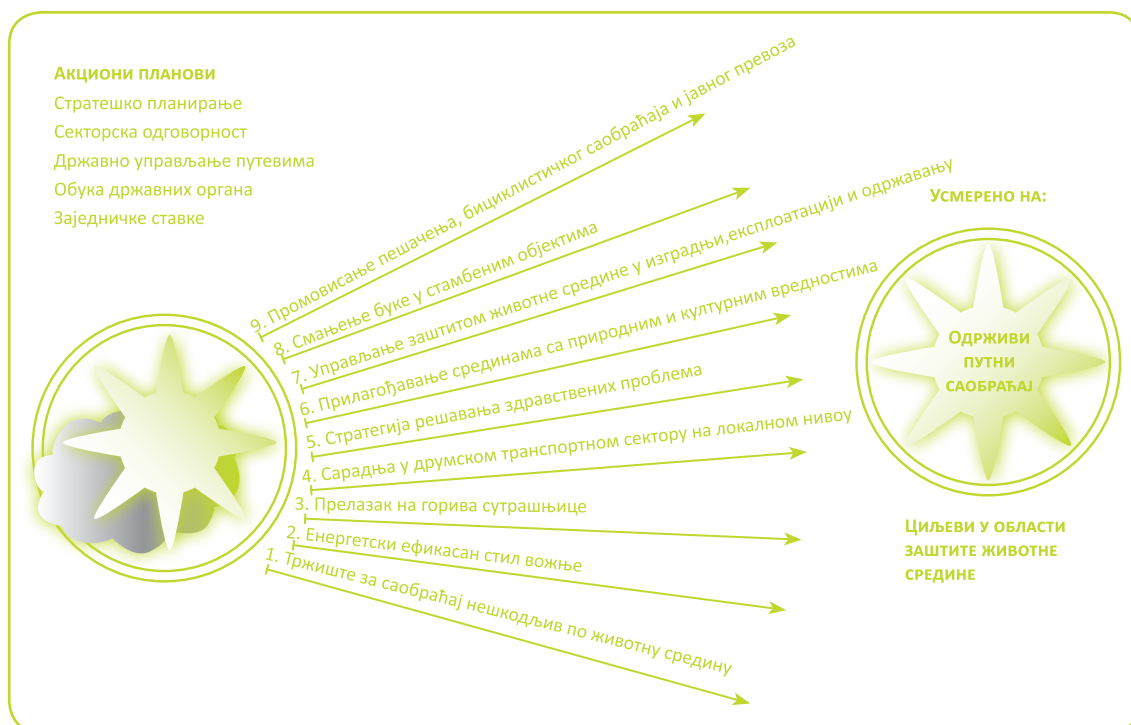 АКЦИОНИ ПЛАНОВИ
Стратешко планирање
Секторска одговорност
Државно управљање путевима
Обука државних органа
Заједничке ставке
9. Промовисање пешачења, бициклистичког саобраћаја и јавног превоза
8. Смањење буке у стамбеним објектима
7. Управљање заштитом животне средине у изградњи,експлоатацији и одржавању
6. Прилагођавање срединама са природним и културним вредностима
5. Стратегија решавања здравствених проблема
4. Сарадња у друмском транспортном сектору на локалном нивоу
3. Прелазак на горива сутрашњице
2. Енергетски ефикасан стил вожње
1. Тржиште за саобраћај нешкодљив по животну средину
УСМЕРЕНО НА:
ОДРЖИВИ
ПУТНИ
САОБРАЋАЈ
ЦИЉЕВИ У ОБЛАСТИ
ЗАШТИТЕ ЖИВОТНЕ
СРЕДИНЕ